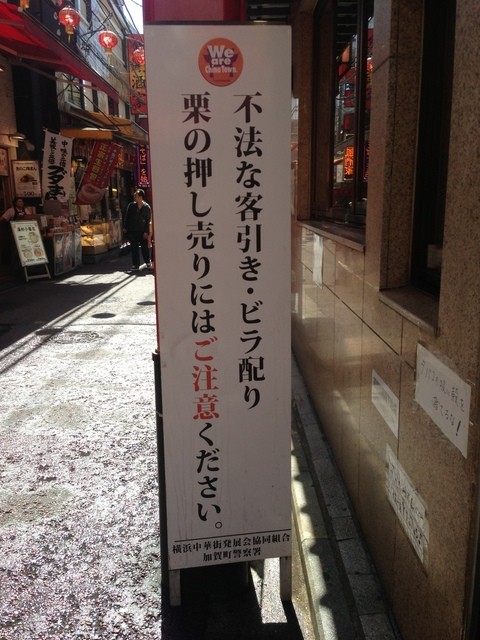 We
are
China Town.
不法な客引き・ビラ配り
栗の押し売りにはご注意ください。
横浜中華街発展会協同組合
加賀町警察署